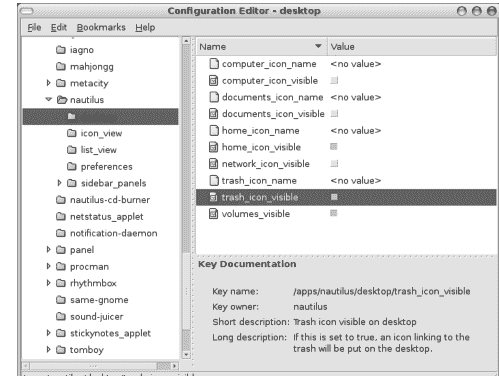 Configuration Editor - desktop
File Edit Bookmarks Help
iagno
mahjongg
metacity
nautilus
icon_view
list_view
preferences
sidebar_panels
nautilus-cd-burner
netstatus_applet
notification-daemon
panel
procman
rhythmbox
same-gnome
sound-juicer
stickynotes_applet
tomboy
Name Value
computer_icon_name <no value>
computer_icon_visible
documents_icon_name <no value>
documents_icon_visible
home_icon_name <no value>
home_icon_visible
network_icon_visible
trash_icon_name <no value>
trash_icon_visible
volumes_visible
Key Documentation
Key name: /apps/nautilus/desktop/trash_icon_visible
Key owner: nautilus
Short description: Trash icon visible on desktop
Long description: If this is set to true, an icon linking to the
trash will be put on the desktop.